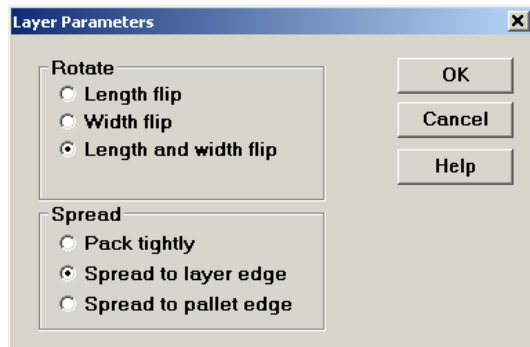 Layer Parameters
Rotate
Length flip
Width flip
Length and width flip
Spread
Pack tightly
Spread to layer edge
Spread to pallet edge
OK
Cancel
Help